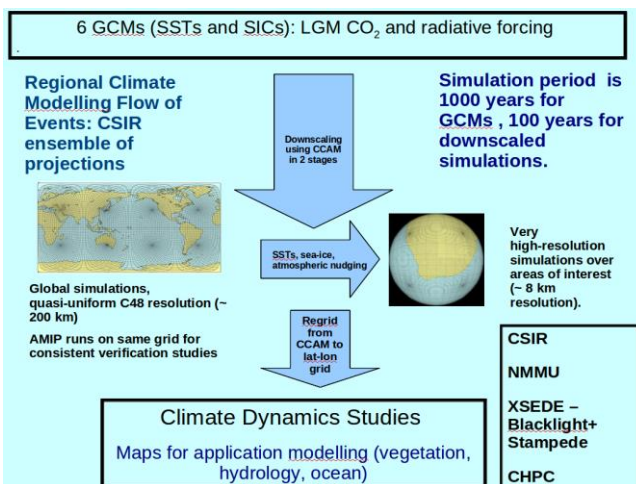 6 GCMs (SSTs and SICs): LGM CO₂ and radiative forcing
.
Regional Climate
Modelling Flow of
Events: CSIR
ensemble of
projections
Downscaling
using CCAM
in 2 stages
Simulation period is
1000 years for
GCMs , 100 years for
downscaled
simulations.
SSTs, sea-ice,
atmospheric nudging
Very
high-resolution
simulations over
areas of interest
(~ 8 km
resolution).
Global simulations,
quasi-uniform C48 resolution (~
200 km)
AMIP runs on same grid for
consistent verification studies
Regrid
from
CCAM to
lat-lon
grid
CSIR
NMMU
XSEDE –
Blacklight+
Stampede
CHPC
Climate Dynamics Studies
Maps for application modelling (vegetation,
hydrology, ocean)